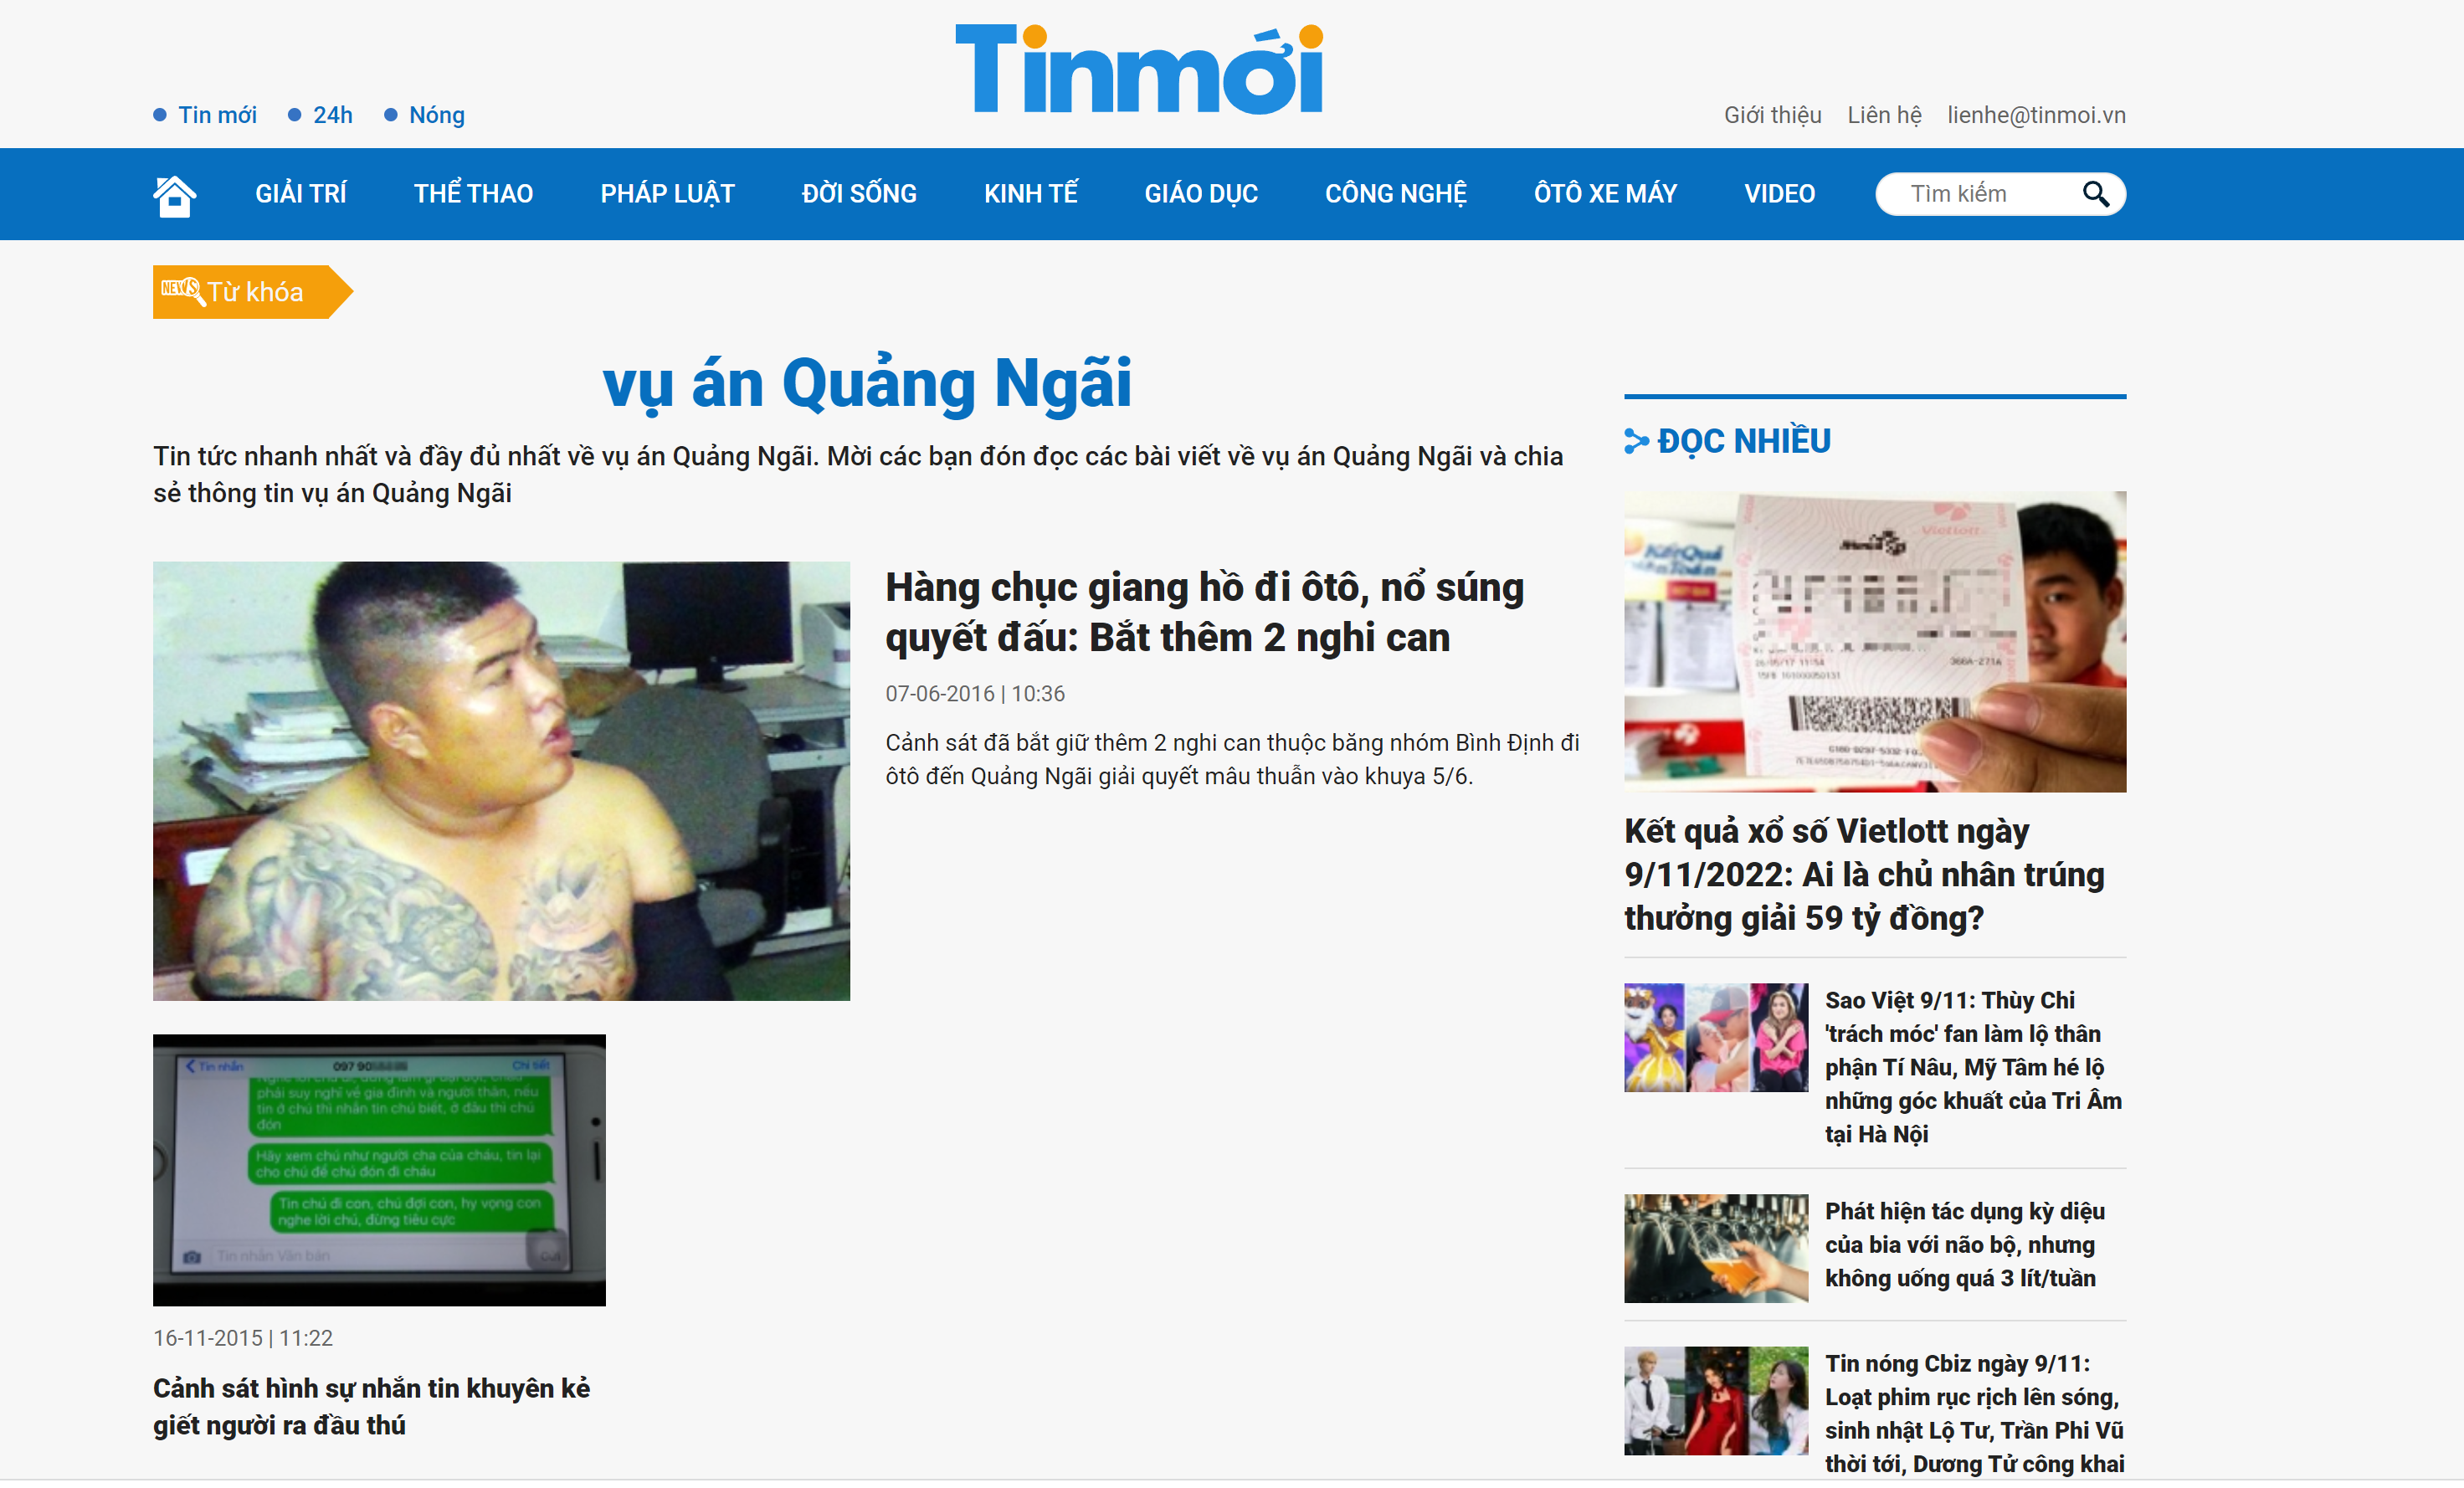 Tinmới
Tin mới
24h
Nóng
Giới thiệu
Liên hệ
lienhe@tinmoi.vn
GIẢI TRÍ
THỂ THAO
PHÁP LUẬT
ĐỜI SỐNG
KINH TẾ
GIÁO DỤC
CÔNG NGHỆ
ÔTÔ XE MÁY
VIDEO
Tìm kiếm
NEWS
Từ khóa
vụ án Quảng Ngãi
Tin tức nhanh nhất và đầy đủ nhất về vụ án Quảng Ngãi. Mời các bạn đón đọc các bài viết về vụ án Quảng Ngãi và chia
sẻ thông tin vụ án Quảng Ngãi
Hàng chục giang hồ đi ôtô, nổ súng
quyết đấu: Bắt thêm 2 nghi can
07-06-2016 | 10:36
Cảnh sát đã bắt giữ thêm 2 nghi can thuộc băng nhóm Bình Định đi
ôtô đến Quảng Ngãi giải quyết mâu thuẫn vào khuya 5/6.
Tin nhắn
097 90
Chi tiết
phải suy nghĩ về gia đình và người thân, nếu
tin ở chú thì nhắn tin chú biết, ở đâu thì chú
đón
Hãy xem chú như người cha của cháu, tin lại
cho chú để chú đón đi cháu
Tin chú đi con, chú đợi con, hy vọng con
nghe lời chú, đừng tiêu cực
Tin nhắn Văn bản
Gửi
16-11-2015 | 11:22
Cảnh sát hình sự nhắn tin khuyên kẻ
giết người ra đầu thú
ĐỌC NHIỀU
Vietlott
Kết Quả
366A-271A
Kết quả xổ số Vietlott ngày
9/11/2022: Ai là chủ nhân trúng
thưởng giải 59 tỷ đồng?
Sao Việt 9/11: Thùy Chi
'trách móc' fan làm lộ thân
phận Tí Nâu, Mỹ Tâm hé lộ
những góc khuất của Tri Âm
tại Hà Nội
Phát hiện tác dụng kỳ diệu
của bia với não bộ, nhưng
không uống quá 3 lít/tuần
Tin nóng Cbiz ngày 9/11:
Loạt phim rục rịch lên sóng,
sinh nhật Lộ Tư, Trần Phi Vũ
thời tới, Dương Tử công khai